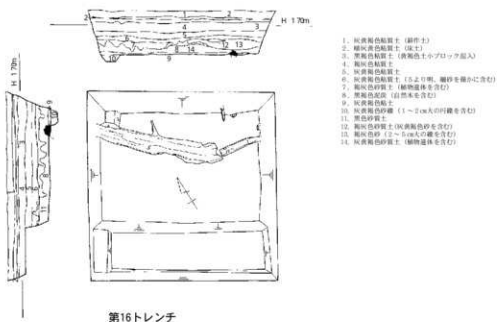 H 1.70m
H 1.70m
1. 灰黄褐色粘質土（耕作土）
2. 暗灰黄色粘質土（床土）
3. 黒褐色粘質土（黄褐色土小ブロック混入）
4. 褐灰色粘質土
5. 灰黄褐色粘質土
6. 灰黄褐色粘質土（5より明、細砂を僅かに含む）
7. 褐灰色砂質土（植物遺体を含む）
8. 黒褐色泥炭（自然木を含む）
9. 灰黄褐色粘土
10. 灰黄褐色砂礫（1～2cm大の円礫を含む）
11. 黒色砂質土
12. 褐灰色砂質土(灰黄褐色砂を含む)
13. 褐灰色砂（2～5cm大の礫を含む）
14. 灰黄褐色砂質土（植物遺体を含む）
第16トレンチ